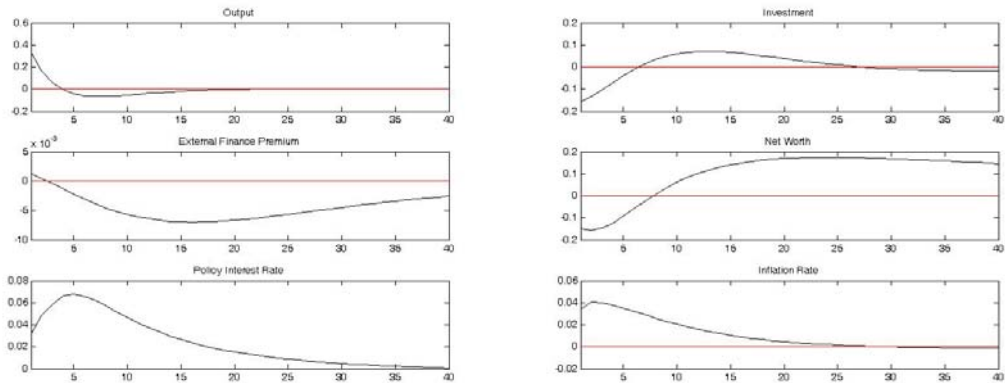 Output
0.6
0.4
0.2
0
-0.2
5 10 15 20 25 30 35 40
Investment
0.2
0.1
0
-0.1
-0.2
5 10 15 20 25 30 35 40
x 10⁻³
External Finance Premium
5
0
-5
-10
5 10 15 20 25 30 35 40
Net Worth
0.2
0.1
0
-0.1
-0.2
5 10 15 20 25 30 35 40
Policy Interest Rate
0.08
0.06
0.04
0.02
0
5 10 15 20 25 30 35 40
Inflation Rate
0.06
0.04
0.02
0
-0.02
5 10 15 20 25 30 35 40